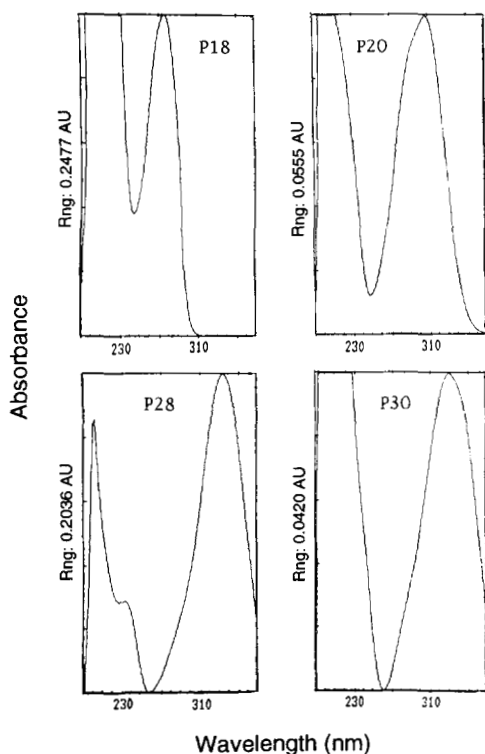 P18
P20
Rng: 0.2477 AU
Rng: 0.0555 AU
230
310
230
310
Absorbance
P28
P30
Rng: 0.2036 AU
Rng: 0.0420 AU
230
310
230
310
Wavelength (nm)